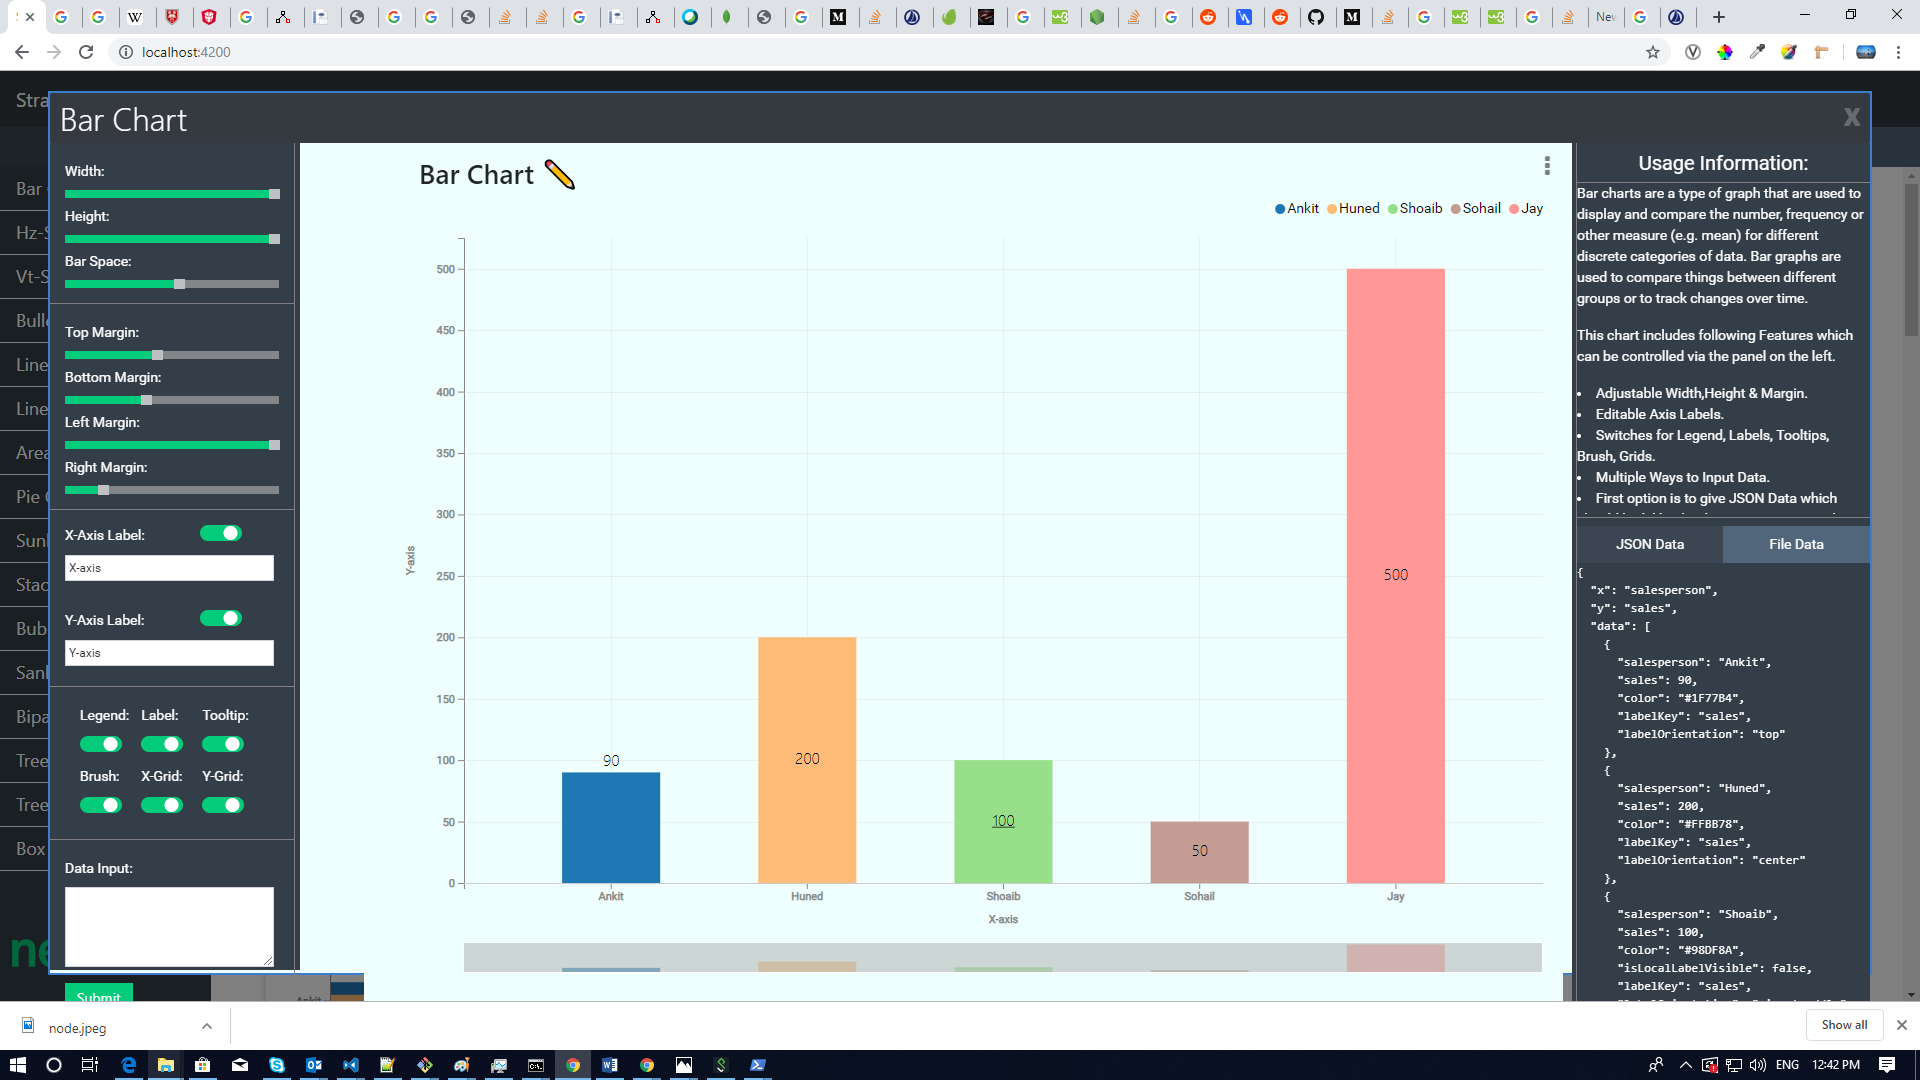 localhost:4200
Stra
Bar Chart
X
Bar
Hz-S
Vt-S
Bulle
Line
Line
Area
Pie C
Sunb
Stac
Bub
Sank
Bipa
Tree
Tree
Box
ne
Width:
Height:
Bar Space:
Top Margin:
Bottom Margin:
Left Margin:
Right Margin:
X-Axis Label:
X-axis
Y-Axis Label:
Y-axis
Legend: Label: Tooltip:
Brush: X-Grid: Y-Grid:
Data Input:
Submit
Bar Chart
Ankit Huned Shoaib Sohail Jay
500
450
400
350
300
250
200
150
100
50
0
Y-axis
90
200
100
50
500
Ankit Huned Shoaib Sohail Jay
X-axis
Usage Information:
Bar charts are a type of graph that are used to
display and compare the number, frequency or
other measure (e.g. mean) for different
discrete categories of data. Bar graphs are
used to compare things between different
groups or to track changes over time.
This chart includes following Features which
can be controlled via the panel on the left.
• Adjustable Width,Height & Margin.
• Editable Axis Labels.
• Switches for Legend, Labels, Tooltips,
Brush, Grids.
• Multiple Ways to Input Data.
• First option is to give JSON Data which
JSON Data File Data
{
"x": "salesperson",
"y": "sales",
"data": [
{
"salesperson": "Ankit",
"sales": 90,
"color": "#1F77B4",
"labelKey": "sales",
"labelOrientation": "top"
},
{
"salesperson": "Huned",
"sales": 200,
"color": "#FFBB78",
"labelKey": "sales",
"labelOrientation": "center"
},
{
"salesperson": "Shoaib",
"sales": 100,
"color": "#98DF8A",
"isLocalLabelVisible": false,
"labelKey": "sales",
node.jpeg
Show all
ENG
12:42 PM